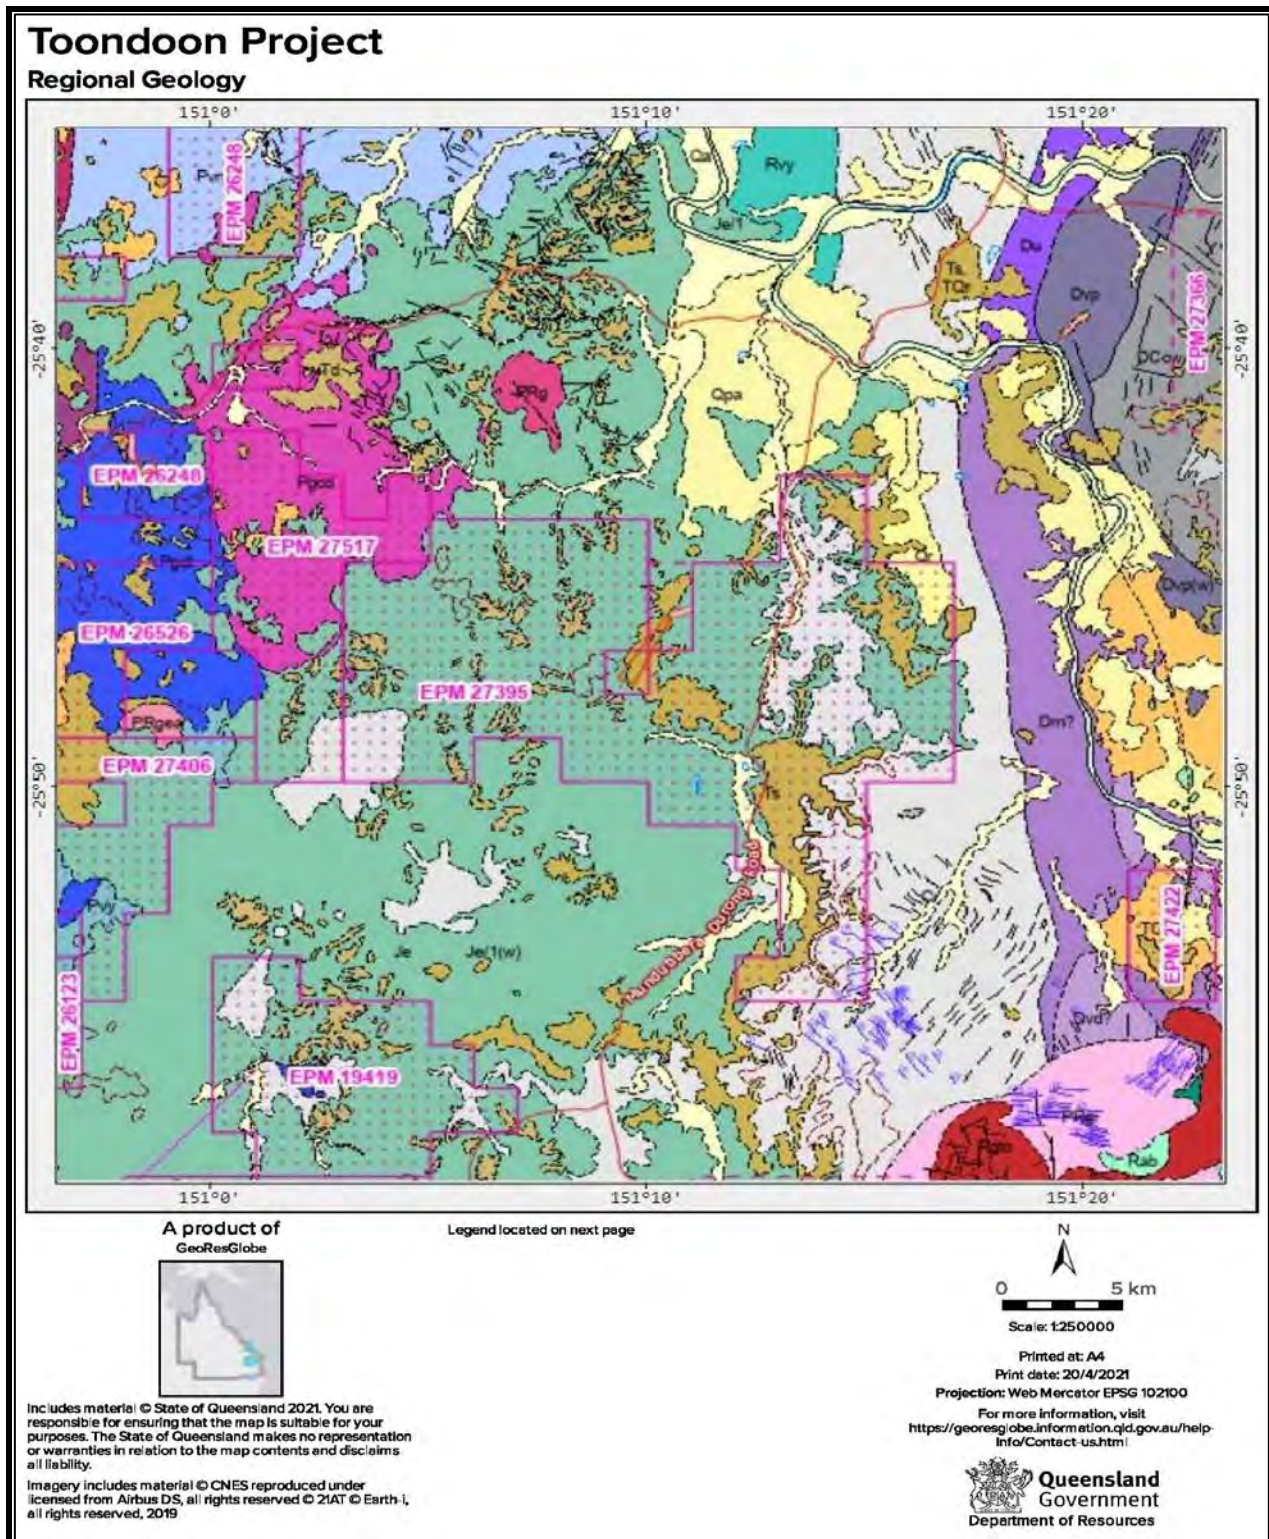 Toondoon Project
Regional Geology
151°0'
151°10'
151°20'
Qa
Rvy
EPM 26248
Je/1
Du
Ts,
Dvp
EPM 27366
-25°40'
-25°40'
PRg
Qpa
EPM 26248
EPM 27517
Dvp(w)
EPM 26526
EPM 27395
PRgea
Dm?
EPM 27406
-25°50'
-25°50'
Ts
Mundubbera Durong Road
Je
Je/1(w)
EPM 27422
EPM 26123
Dvd?
EPM 19419
Rab
151°0'
151°10'
151°20'
A product of
GeoResGlobe
Legend located on next page
N
0 5 km
Scale: 1:250000
Printed at: A4
Print date: 20/4/2021
Projection: Web Mercator EPSG 102100
For more information, visit
https://georesglobe.information.qld.gov.au/help-
info/Contact-us.html
Includes material © State of Queensland 2021. You are
responsible for ensuring that the map is suitable for your
purposes. The State of Queensland makes no representation
or warranties in relation to the map contents and disclaims
all liability.
Imagery includes material © CNES reproduced under
licensed from Airbus DS, all rights reserved © 21AT © Earth-i,
all rights reserved, 2019
Queensland
Government
Department of Resources